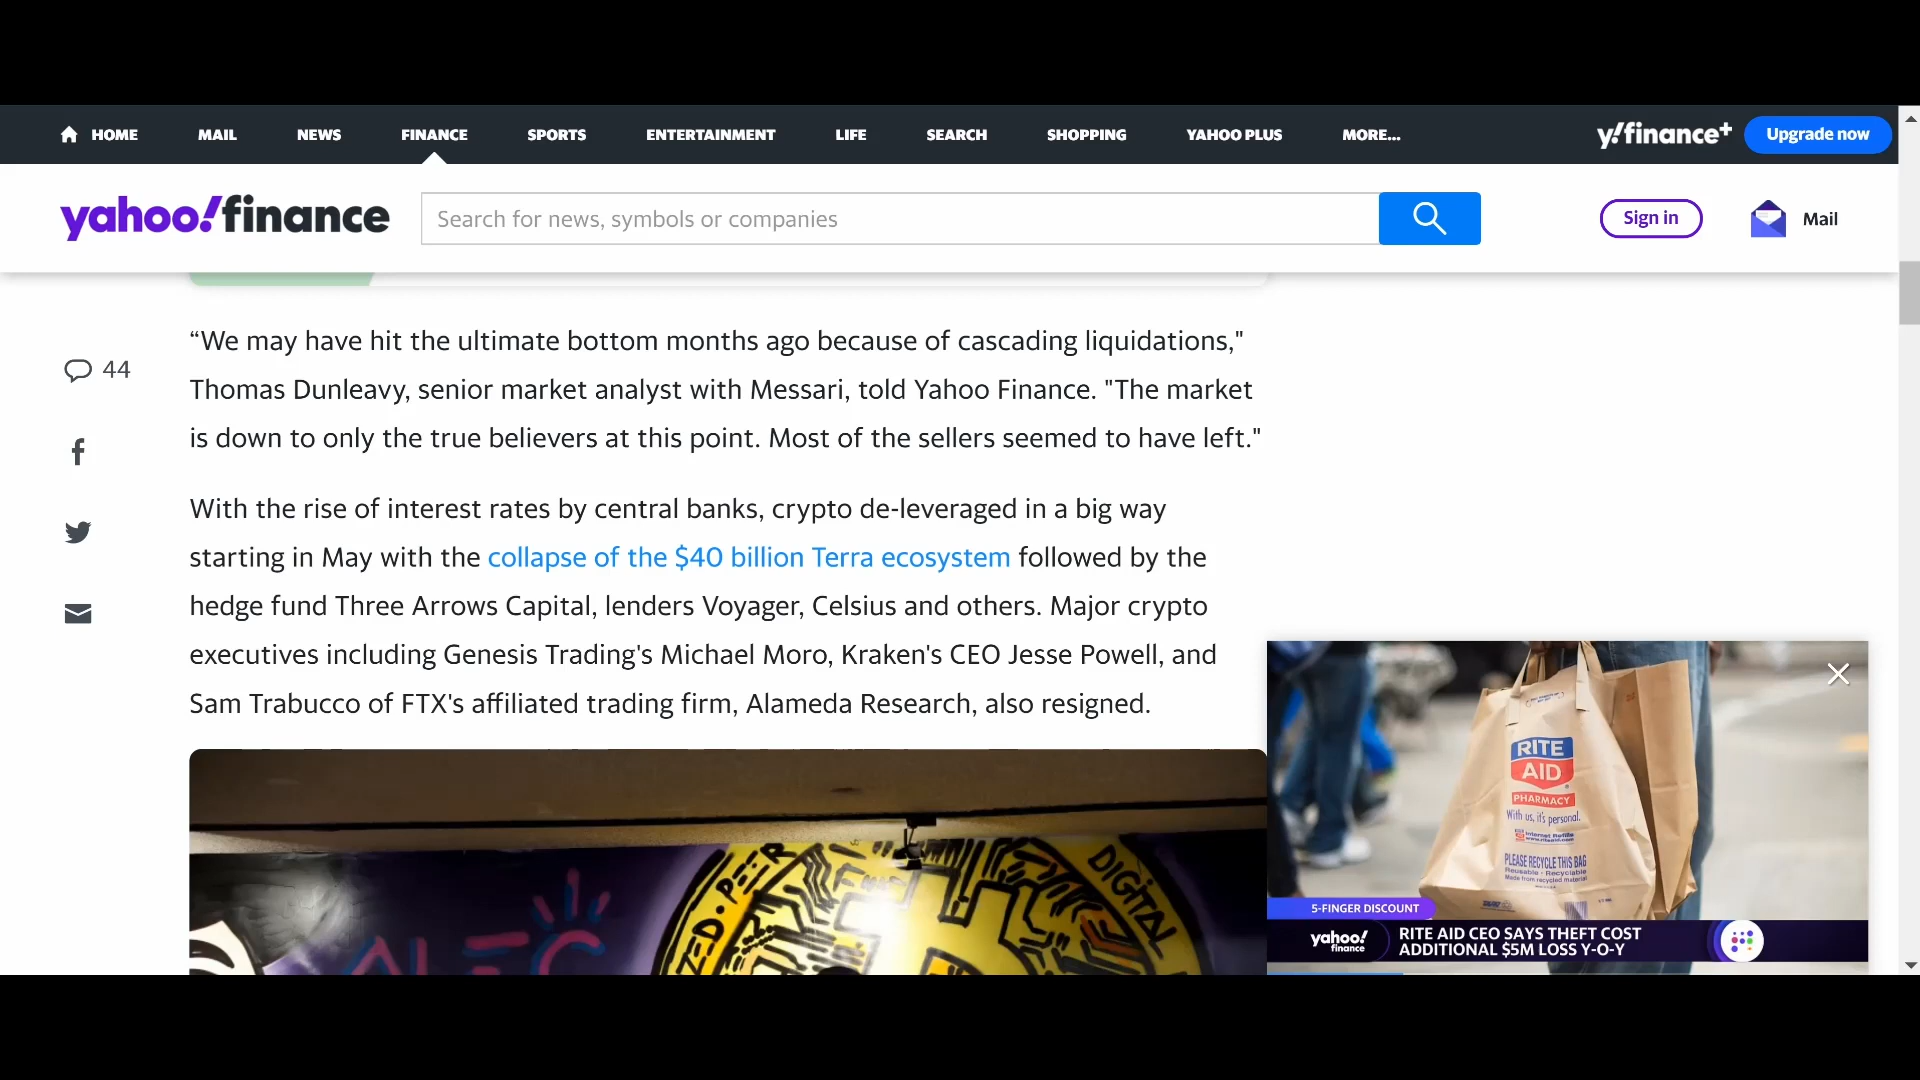 HOME MAIL NEWS FINANCE SPORTS ENTERTAINMENT LIFE SEARCH SHOPPING YAHOO PLUS MORE... y!finance+ Upgrade now
yahoo!finance Search for news, symbols or companies Sign in Mail
44
“We may have hit the ultimate bottom months ago because of cascading liquidations,"
Thomas Dunleavy, senior market analyst with Messari, told Yahoo Finance. "The market
is down to only the true believers at this point. Most of the sellers seemed to have left."
With the rise of interest rates by central banks, crypto de-leveraged in a big way
starting in May with the collapse of the $40 billion Terra ecosystem followed by the
hedge fund Three Arrows Capital, lenders Voyager, Celsius and others. Major crypto
executives including Genesis Trading's Michael Moro, Kraken's CEO Jesse Powell, and
Sam Trabucco of FTX's affiliated trading firm, Alameda Research, also resigned.
DIGITAL
RITE
AID
PHARMACY
With us, it's personal.
PLEASE RECYCLE THIS BAG
Reusable - Recyclable
Made from recycled material
5-FINGER DISCOUNT
yahoo!
finance
RITE AID CEO SAYS THEFT COST
ADDITIONAL $5M LOSS Y-O-Y